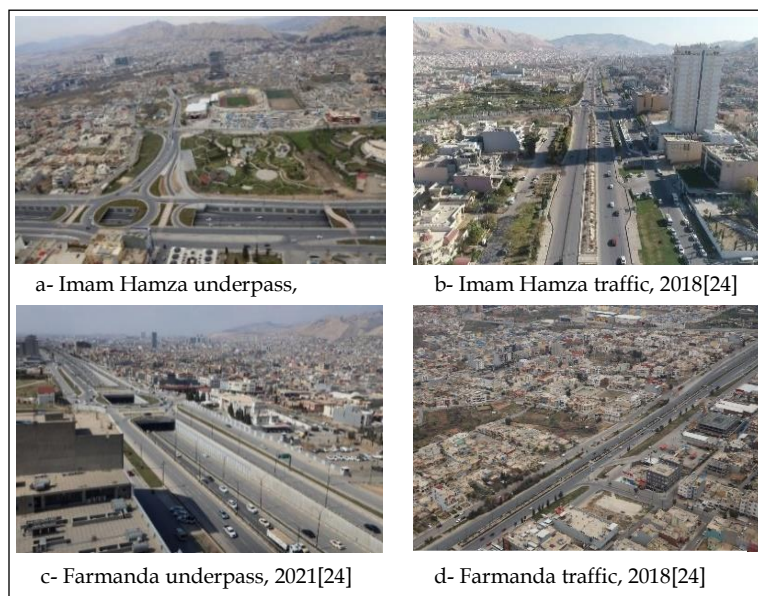 a- Imam Hamza underpass,
b- Imam Hamza traffic, 2018[24]
c- Farmanda underpass, 2021[24]
d- Farmanda traffic, 2018[24]